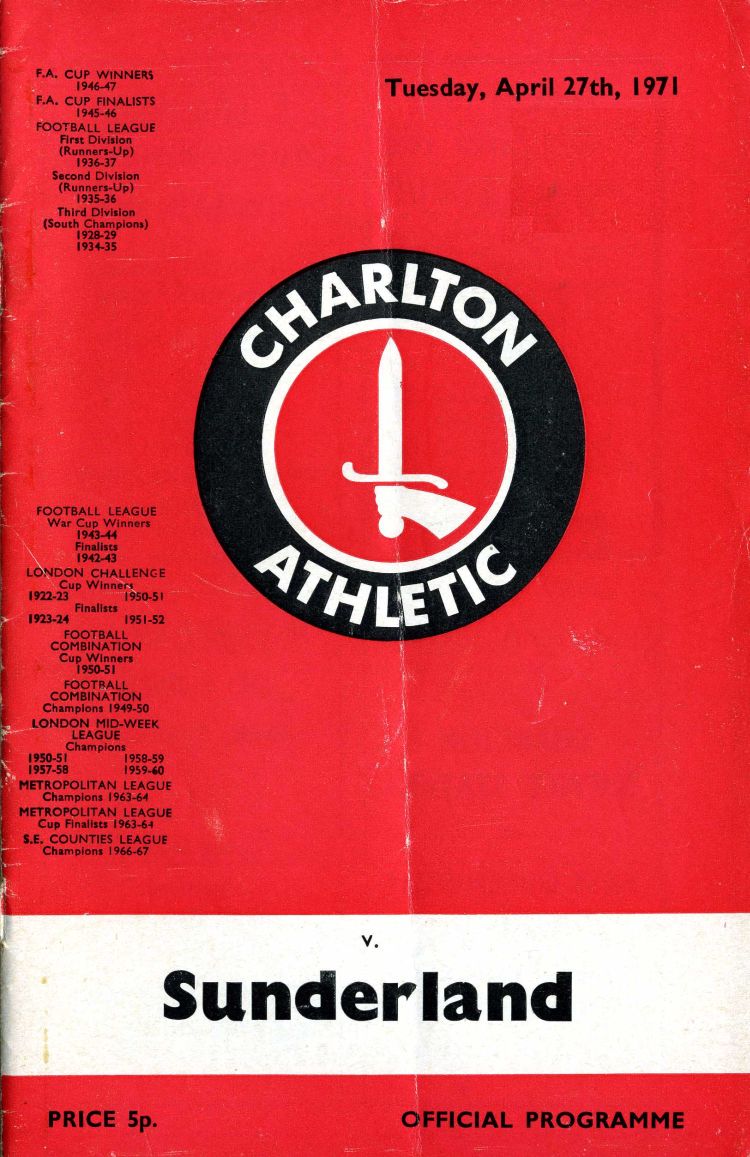 F.A. CUP WINNERS
1946-47
F.A. CUP FINALISTS
1945-46
FOOTBALL LEAGUE
First Division
(Runners-Up)
1936-37
Second Division
(Runners-Up)
1935-36
Third Division
(South Champions)
1928-29
1934-35
Tuesday, April 27th, 1971
CHARLTON
ATHLETIC
FOOTBALL LEAGUE
War Cup Winners
1943-44
Finalists
1942-43
LONDON CHALLENGE
Cup Winners
1922-23 1950-51
Finalists
1923-24 1951-52
FOOTBALL
COMBINATION
Cup Winners
1950-51
FOOTBALL
COMBINATION
Champions 1949-50
LONDON MID-WEEK
LEAGUE
Champions
1950-51 1958-59
1957-58 1959-60
METROPOLITAN LEAGUE
Champions 1963-64
METROPOLITAN LEAGUE
Cup Finalists 1963-64
S.E. COUNTIES LEAGUE
Champions 1966-67
v.
Sunderland
PRICE 5p. OFFICIAL PROGRAMME